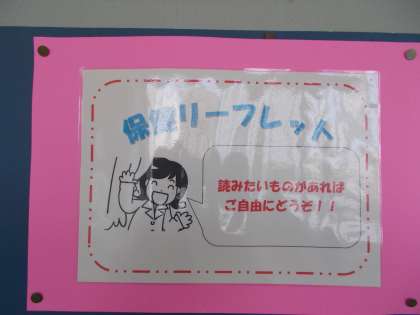 保健リーフレット
読みたいものがあれば
ご自由にどうぞ！！